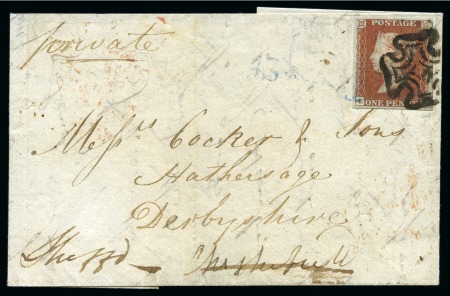 private
POSTAGE
ONE PENNY
Messrs Cocker & Sons
Hathersage
Derbyshire
Sheffd